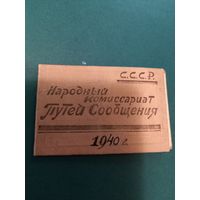 С.С.С.Р.
Народный
Комиссариат
Путей Сообщения
1940 г.